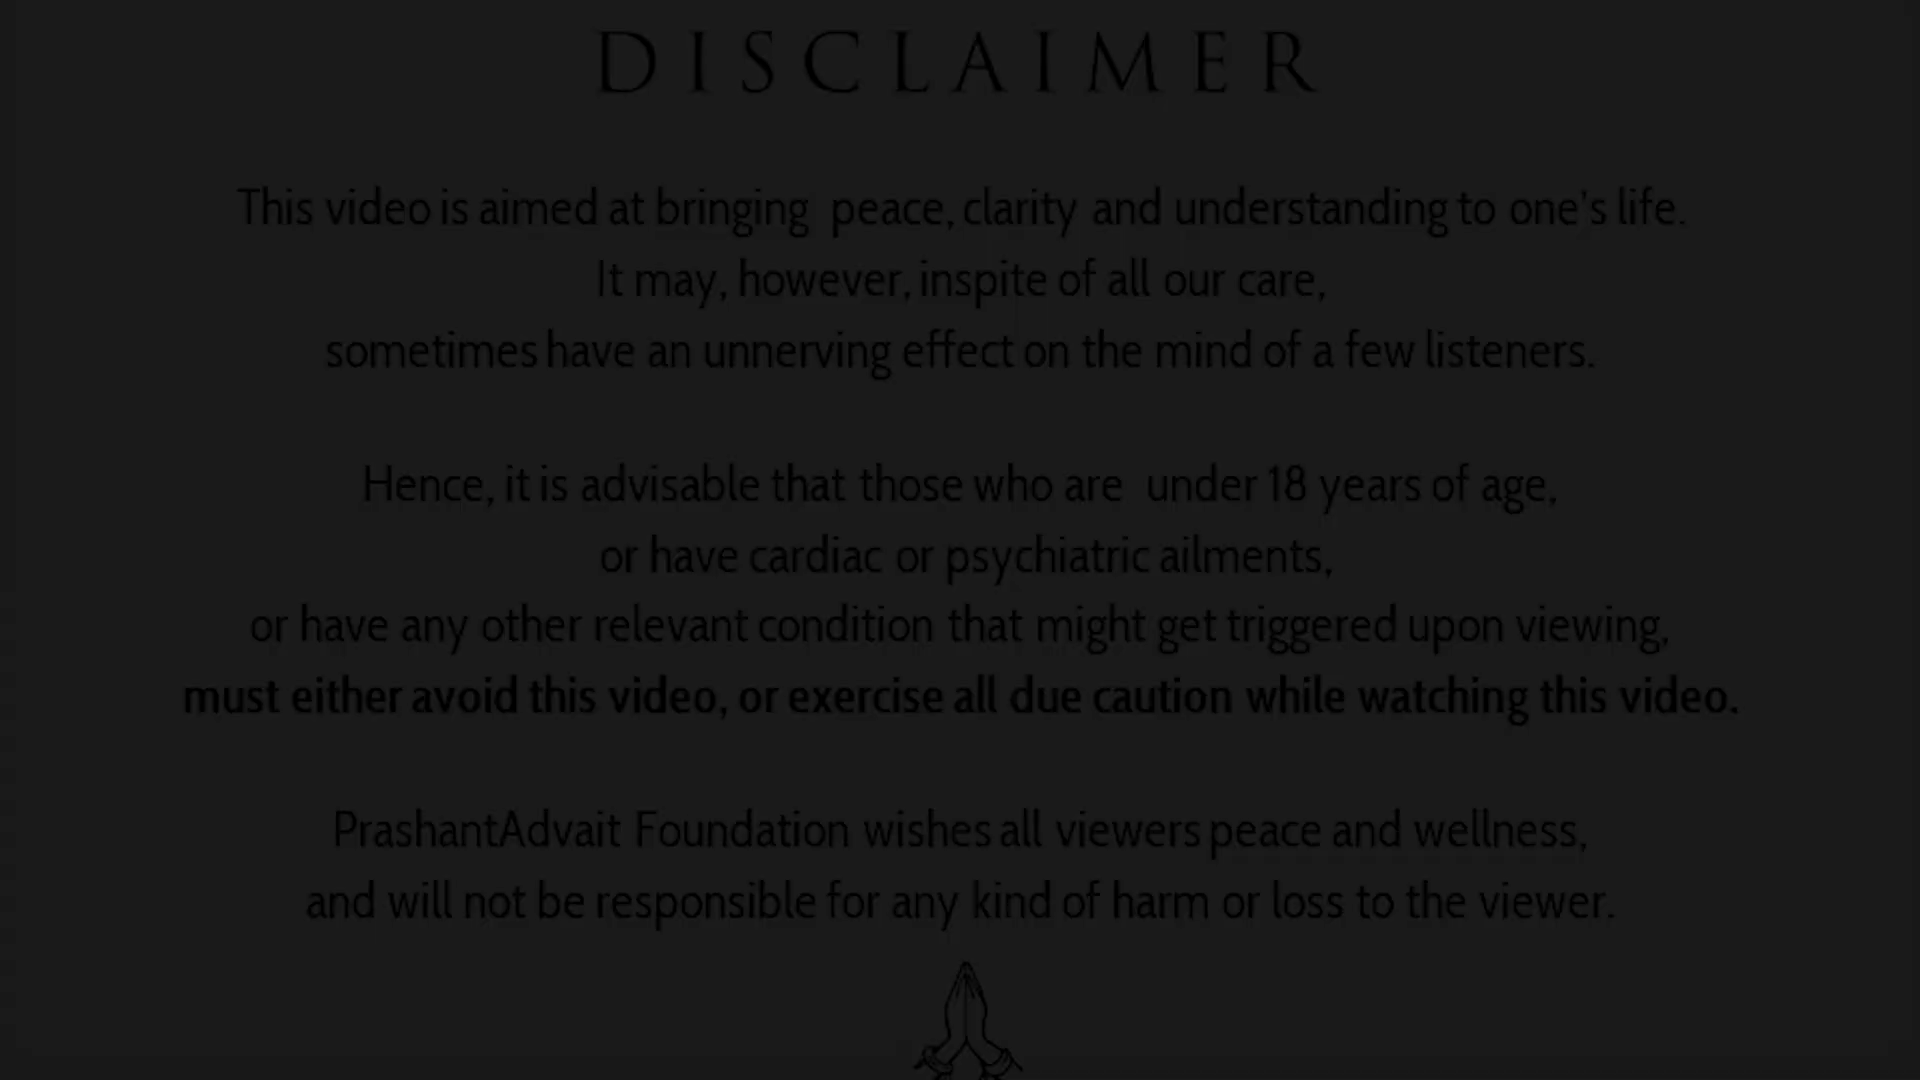 DISCLAIMER
This video is aimed at bringing peace, clarity and understanding to one's life.
It may, however, inspite of all our care,
sometimes have an unnerving effect on the mind of a few listeners.
Hence, it is advisable that those who are under 18 years of age,
or have cardiac or psychiatric ailments,
or have any other relevant condition that might get triggered upon viewing,
must either avoid this video, or exercise all due caution while watching this video.
PrashantAdvait Foundation wishes all viewers peace and wellness,
and will not be responsible for any kind of harm or loss to the viewer.